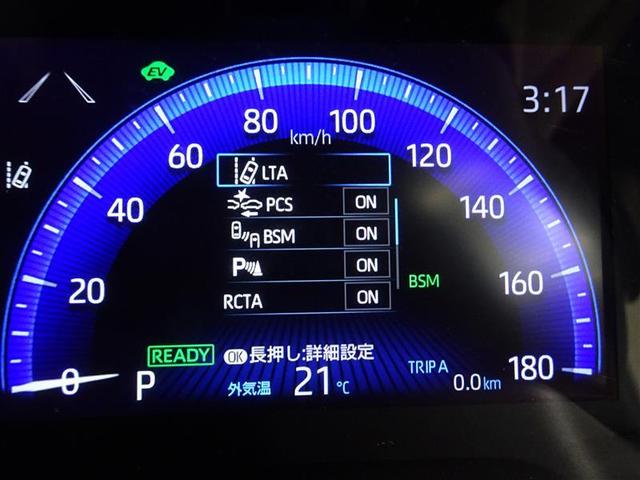 EV
3:17
80
100
km/h
60
120
LTA
PCS ON
40
140
BSM ON
P ON
20
160
BSM
RCTA ON
READY
OK 長押し:詳細設定
0
P
外気温 21 ℃
TRIP A
0.0 km
180